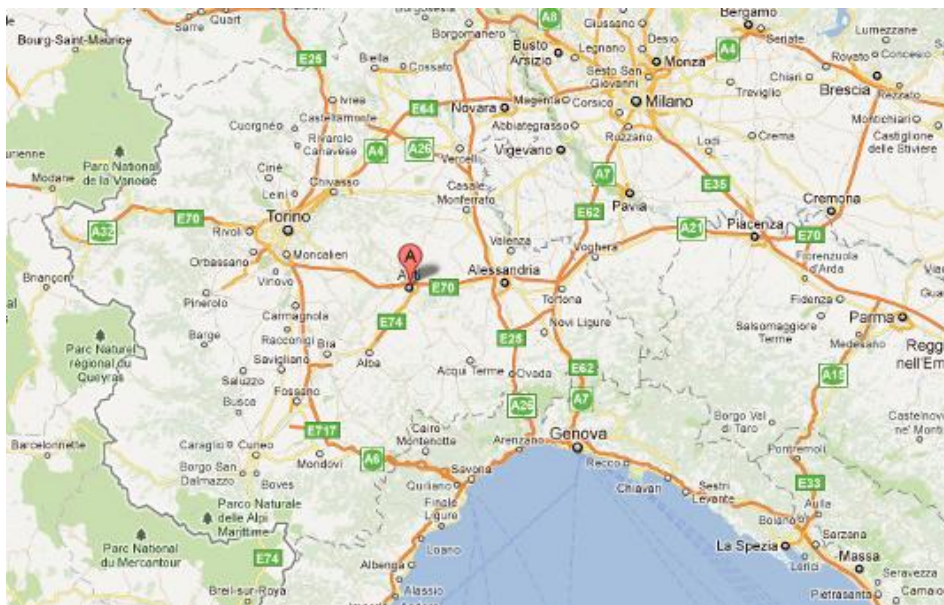 Sarre
Quart
Borgosesia
A8
Giussano
Bergamo
Lumezzane
Bourg-Saint-Maurice
Borgomanero
Legnano
Desio
Seriate
Rovato
Concesio
Busto
Arsizio
A4
E25
Biella
Cossato
Monza
Sesto San
Giovanni
Chiari
Brescia
Ivrea
E64
Novara
Magenta
Corsico
Milano
Treviglio
Rezzato
Castellamonte
Montichiari
Cuorgnè
Rivarolo
Canavese
Abbiategrasso
Rozzano
Lodi
Crema
Castiglione
delle Stiviere
A4
A26
Vercelli
Vigevano
Parc National
de la Vanoise
Modane
Ciriè
Leini
Chivasso
A7
E35
Casale
Monferrato
Pavia
Cremona
Torino
E70
A32
Rivoli
E62
A21
Piacenza
E70
Valenza
Voghera
Orbassano
Moncalieri
A
Fiorenzuola
d'Arda
Briançon
Vinovo
Asti
E70
Alessandria
Tortona
Pinerolo
Fidenza
Carmagnola
E74
Novi Ligure
Salsomaggiore
Terme
Parma
Barge
Racconigi
E25
Medesano
Parc Naturel
régional du
Queyras
Bra
Savigliano
Alba
Acqui Terme
Ovada
E62
A15
Saluzzo
Busca
Fossano
A26
A7
Borgo Val
di Taro
Barcelonnette
Caraglio
Cuneo
E717
Cairo
Montenotte
Arenzano
Genova
Pontremoli
Mondovì
A6
Recco
Borgo San
Dalmazzo
Boves
Savona
Quiliano
Chiavari
Sestri
Levante
E33
Parco Naturale
delle Alpi
Marittime
Finale
Ligure
Aulla
Loano
Sarzana
Parc National
du Mercantour
E74
La Spezia
Massa
Lerici
Albenga
Seravezza
Breil-sur-Roya
Alassio
Pietrasanta